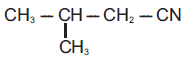 CH₃ – CH – CH₂ – CN
CH₃